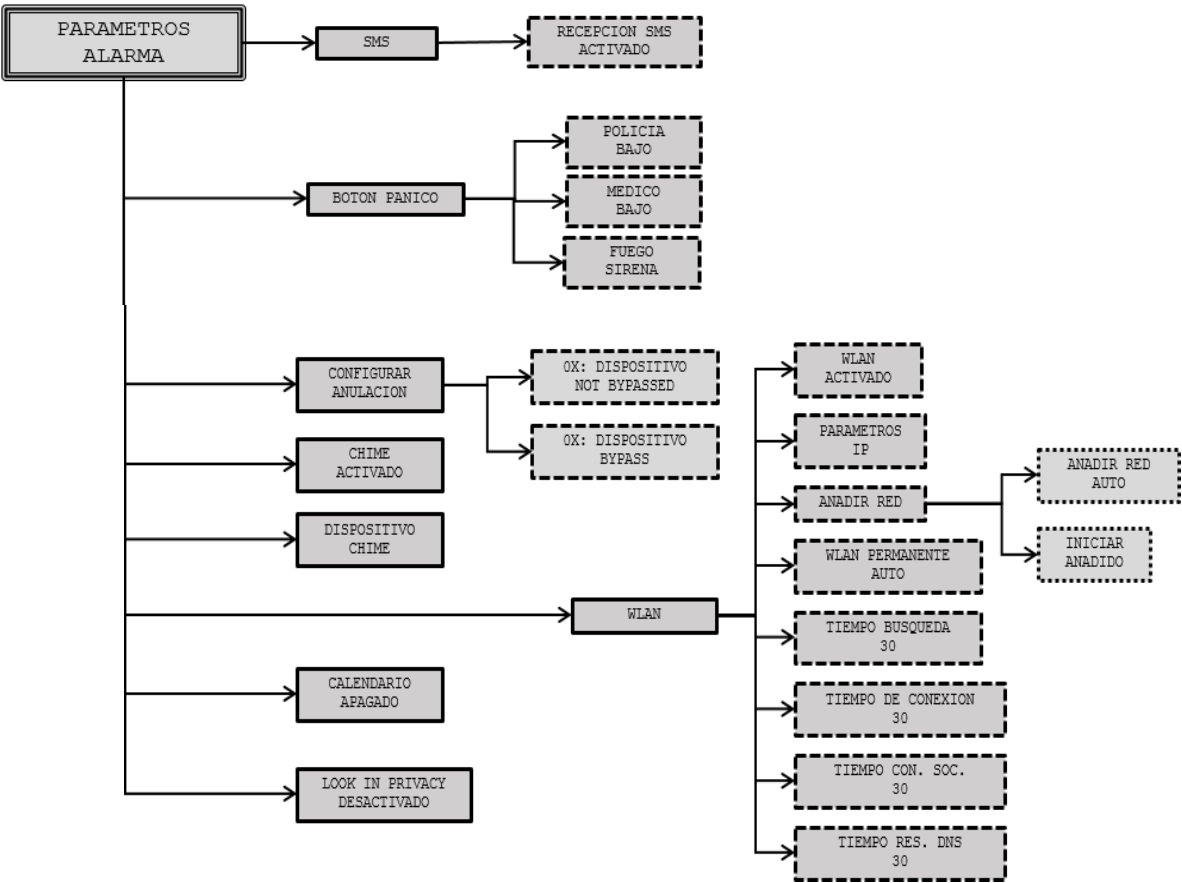 PARAMETROS
ALARMA
SMS
RECEPCION SMS
ACTIVADO
BOTON PANICO
POLICIA
BAJO
MEDICO
BAJO
FUEGO
SIRENA
CONFIGURAR
ANULACION
0X: DISPOSITIVO
NOT BYPASSED
0X: DISPOSITIVO
BYPASS
CHIME
ACTIVADO
DISPOSITIVO
CHIME
WLAN
WLAN
ACTIVADO
PARAMETROS
IP
ANADIR RED
ANADIR RED
AUTO
INICIAR
ANADIDO
WLAN PERMANENTE
AUTO
TIEMPO BUSQUEDA
30
TIEMPO DE CONEXION
30
TIEMPO CON. SOC.
30
TIEMPO RES. DNS
30
CALENDARIO
APAGADO
LOOK IN PRIVACY
DESACTIVADO